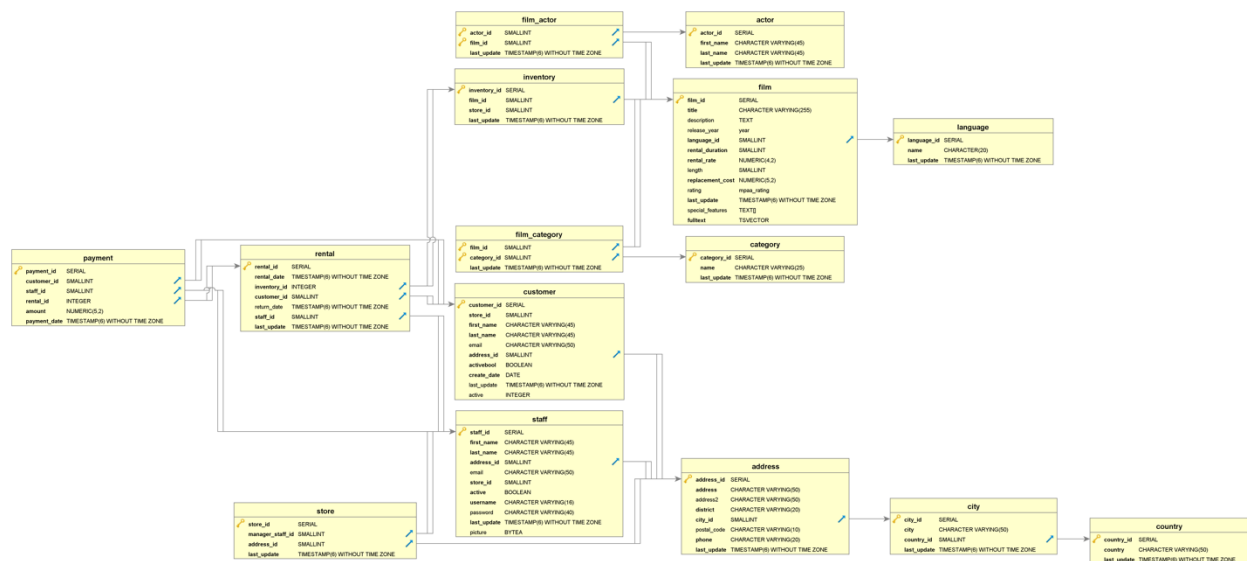 film_actor
actor_id SMALLINT
film_id SMALLINT
last_update TIMESTAMP(6) WITHOUT TIME ZONE
actor
actor_id SERIAL
first_name CHARACTER VARYING(45)
last_name CHARACTER VARYING(45)
last_update TIMESTAMP(6) WITHOUT TIME ZONE
inventory
inventory_id SERIAL
film_id SMALLINT
store_id SMALLINT
last_update TIMESTAMP(6) WITHOUT TIME ZONE
film
film_id SERIAL
title CHARACTER VARYING(255)
description TEXT
release_year year
language_id SMALLINT
rental_duration SMALLINT
rental_rate NUMERIC(4,2)
length SMALLINT
replacement_cost NUMERIC(5,2)
rating mpaa_rating
last_update TIMESTAMP(6) WITHOUT TIME ZONE
special_features TEXT[]
fulltext TSVECTOR
language
language_id SERIAL
name CHARACTER(20)
last_update TIMESTAMP(6) WITHOUT TIME ZONE
film_category
film_id SMALLINT
category_id SMALLINT
last_update TIMESTAMP(6) WITHOUT TIME ZONE
category
category_id SERIAL
name CHARACTER VARYING(25)
last_update TIMESTAMP(6) WITHOUT TIME ZONE
payment
payment_id SERIAL
customer_id SMALLINT
staff_id SMALLINT
rental_id INTEGER
amount NUMERIC(5,2)
payment_date TIMESTAMP(6) WITHOUT TIME ZONE
rental
rental_id SERIAL
rental_date TIMESTAMP(6) WITHOUT TIME ZONE
inventory_id INTEGER
customer_id SMALLINT
return_date TIMESTAMP(6) WITHOUT TIME ZONE
staff_id SMALLINT
last_update TIMESTAMP(6) WITHOUT TIME ZONE
customer
customer_id SERIAL
store_id SMALLINT
first_name CHARACTER VARYING(45)
last_name CHARACTER VARYING(45)
email CHARACTER VARYING(50)
address_id SMALLINT
activebool BOOLEAN
create_date DATE
last_update TIMESTAMP(6) WITHOUT TIME ZONE
active INTEGER
staff
staff_id SERIAL
first_name CHARACTER VARYING(45)
last_name CHARACTER VARYING(45)
address_id SMALLINT
email CHARACTER VARYING(50)
store_id SMALLINT
active BOOLEAN
username CHARACTER VARYING(16)
password CHARACTER VARYING(40)
last_update TIMESTAMP(6) WITHOUT TIME ZONE
picture BYTEA
store
store_id SERIAL
manager_staff_id SMALLINT
address_id SMALLINT
last_update TIMESTAMP(6) WITHOUT TIME ZONE
address
address_id SERIAL
address CHARACTER VARYING(50)
address2 CHARACTER VARYING(50)
district CHARACTER VARYING(20)
city_id SMALLINT
postal_code CHARACTER VARYING(10)
phone CHARACTER VARYING(20)
last_update TIMESTAMP(6) WITHOUT TIME ZONE
city
city_id SERIAL
city CHARACTER VARYING(50)
country_id SMALLINT
last_update TIMESTAMP(6) WITHOUT TIME ZONE
country
country_id SERIAL
country CHARACTER VARYING(50)
last_update TIMESTAMP(6) WITHOUT TIME ZONE